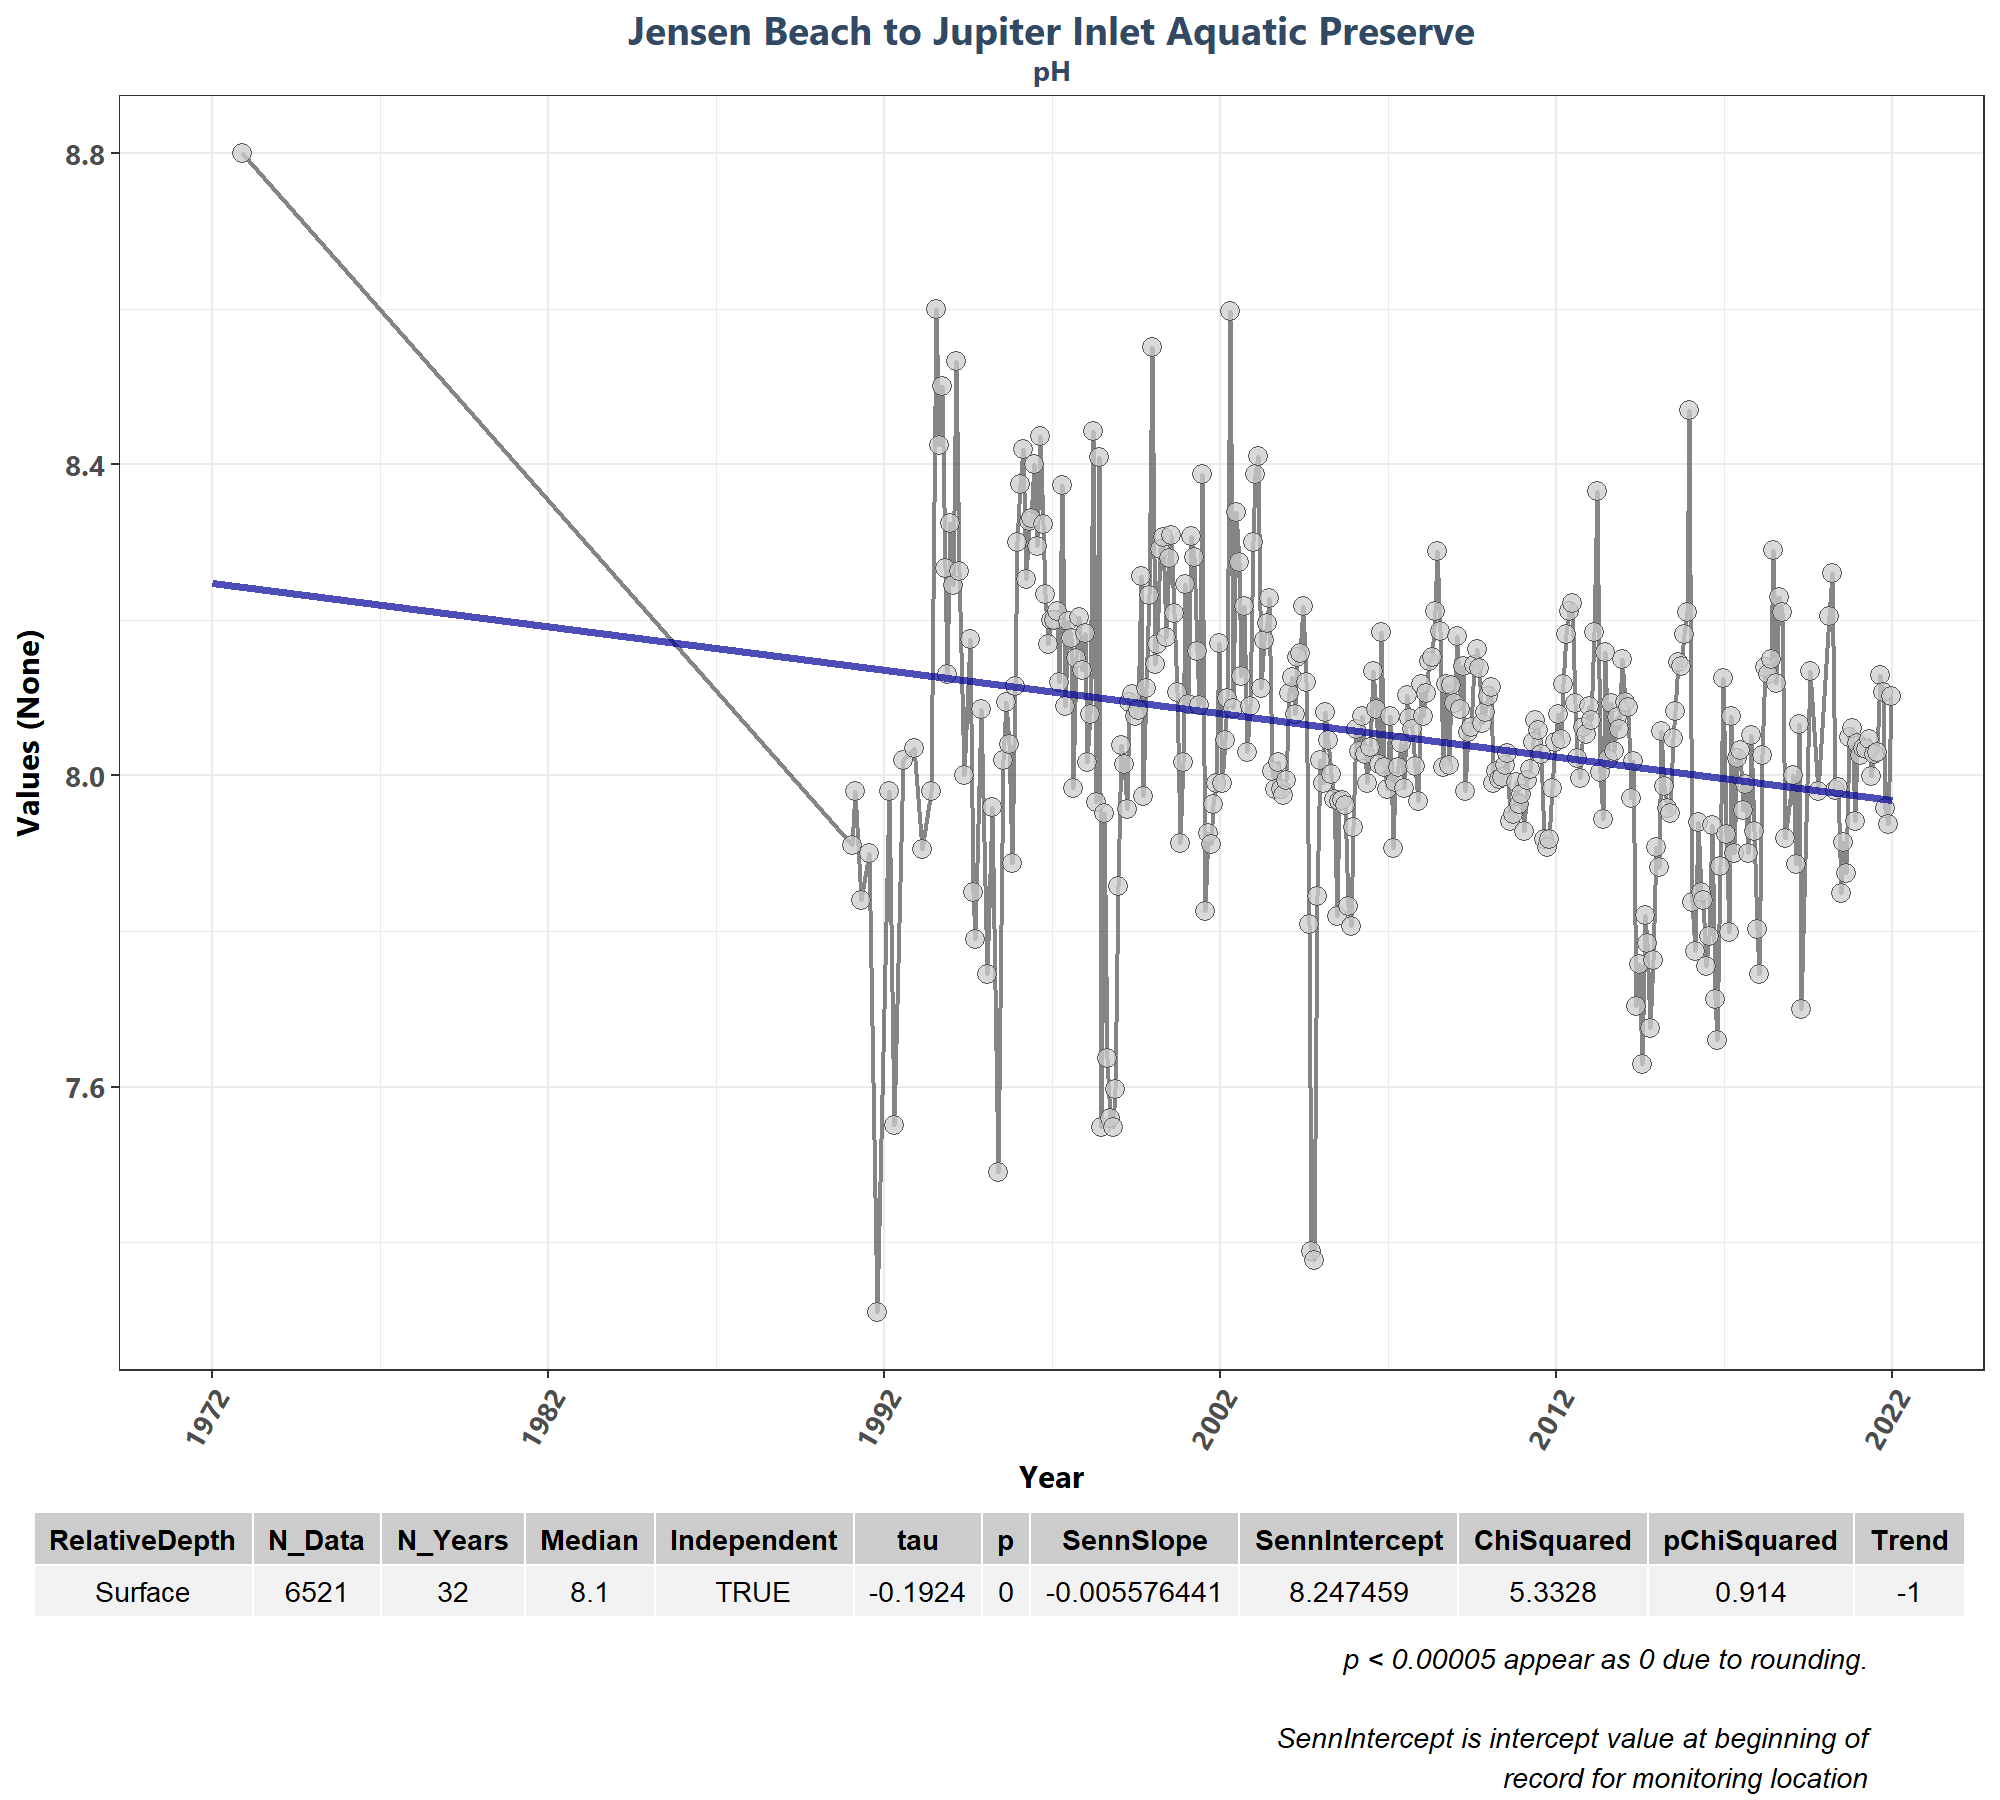 Jensen Beach to Jupiter Inlet Aquatic Preserve
pH
Values (None)
8.8
8.4
8.0
7.6
1972 1982 1992 2002 2012 2022
Year
RelativeDepth N_Data N_Years Median Independent tau p SennSlope SennIntercept ChiSquared pChiSquared Trend
Surface 6521 32 8.1 TRUE -0.1924 0 -0.005576441 8.247459 5.3328 0.914 -1
p < 0.00005 appear as 0 due to rounding.
SennIntercept is intercept value at beginning of
record for monitoring location